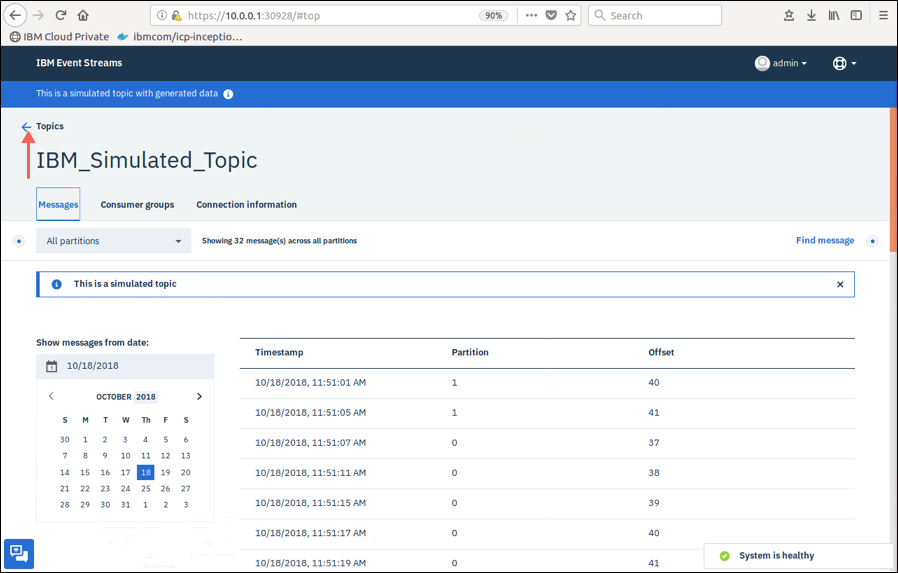 https://10.0.0.1:30928/#top
90%
Search
IBM Cloud Private
ibmcom/icp-inceptio...
IBM Event Streams
admin
This is a simulated topic with generated data
Topics
IBM_Simulated_Topic
Messages
Consumer groups
Connection information
All partitions
Showing 32 message(s) across all partitions
Find message
This is a simulated topic
Show messages from date:
10/18/2018
OCTOBER 2018
S M T W Th F S
30 1 2 3 4 5 6
7 8 9 10 11 12 13
14 15 16 17 18 19 20
21 22 23 24 25 26 27
28 29 30 31 1 2 3
Timestamp Partition Offset
10/18/2018, 11:51:01 AM 1 40
10/18/2018, 11:51:05 AM 1 41
10/18/2018, 11:51:07 AM 0 37
10/18/2018, 11:51:11 AM 0 38
10/18/2018, 11:51:15 AM 0 39
10/18/2018, 11:51:17 AM 0 40
10/18/2018, 11:51:19 AM 0 41
System is healthy